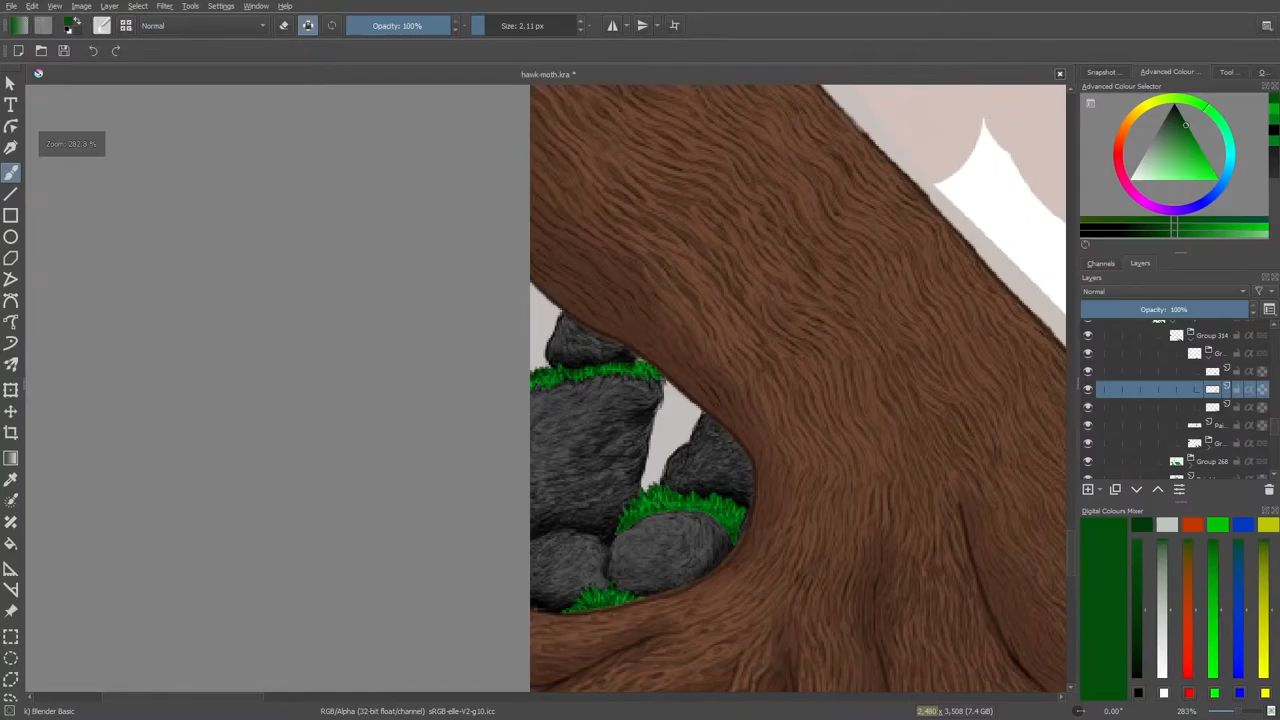 File Edit View Image Layer Select Filter Tools Settings Window Help
Normal Opacity: 100% Size: 2.11 px
hawk-moth.kra *
Zoom: 282.8 %
Snapshot ... Advanced Colour ... Tool ... O...
Advanced Colour Selector
Channels Layers
Layers
Normal
Opacity: 100%
Group 314
Gr...
Pai...
Gr...
Group 268
Digital Colours Mixer
k) Blender Basic RGB/Alpha (32-bit float/channel) sRGB-elle-V2-g10.icc 2,480 x 3,508 (7.4 GB) 0.00° 283%